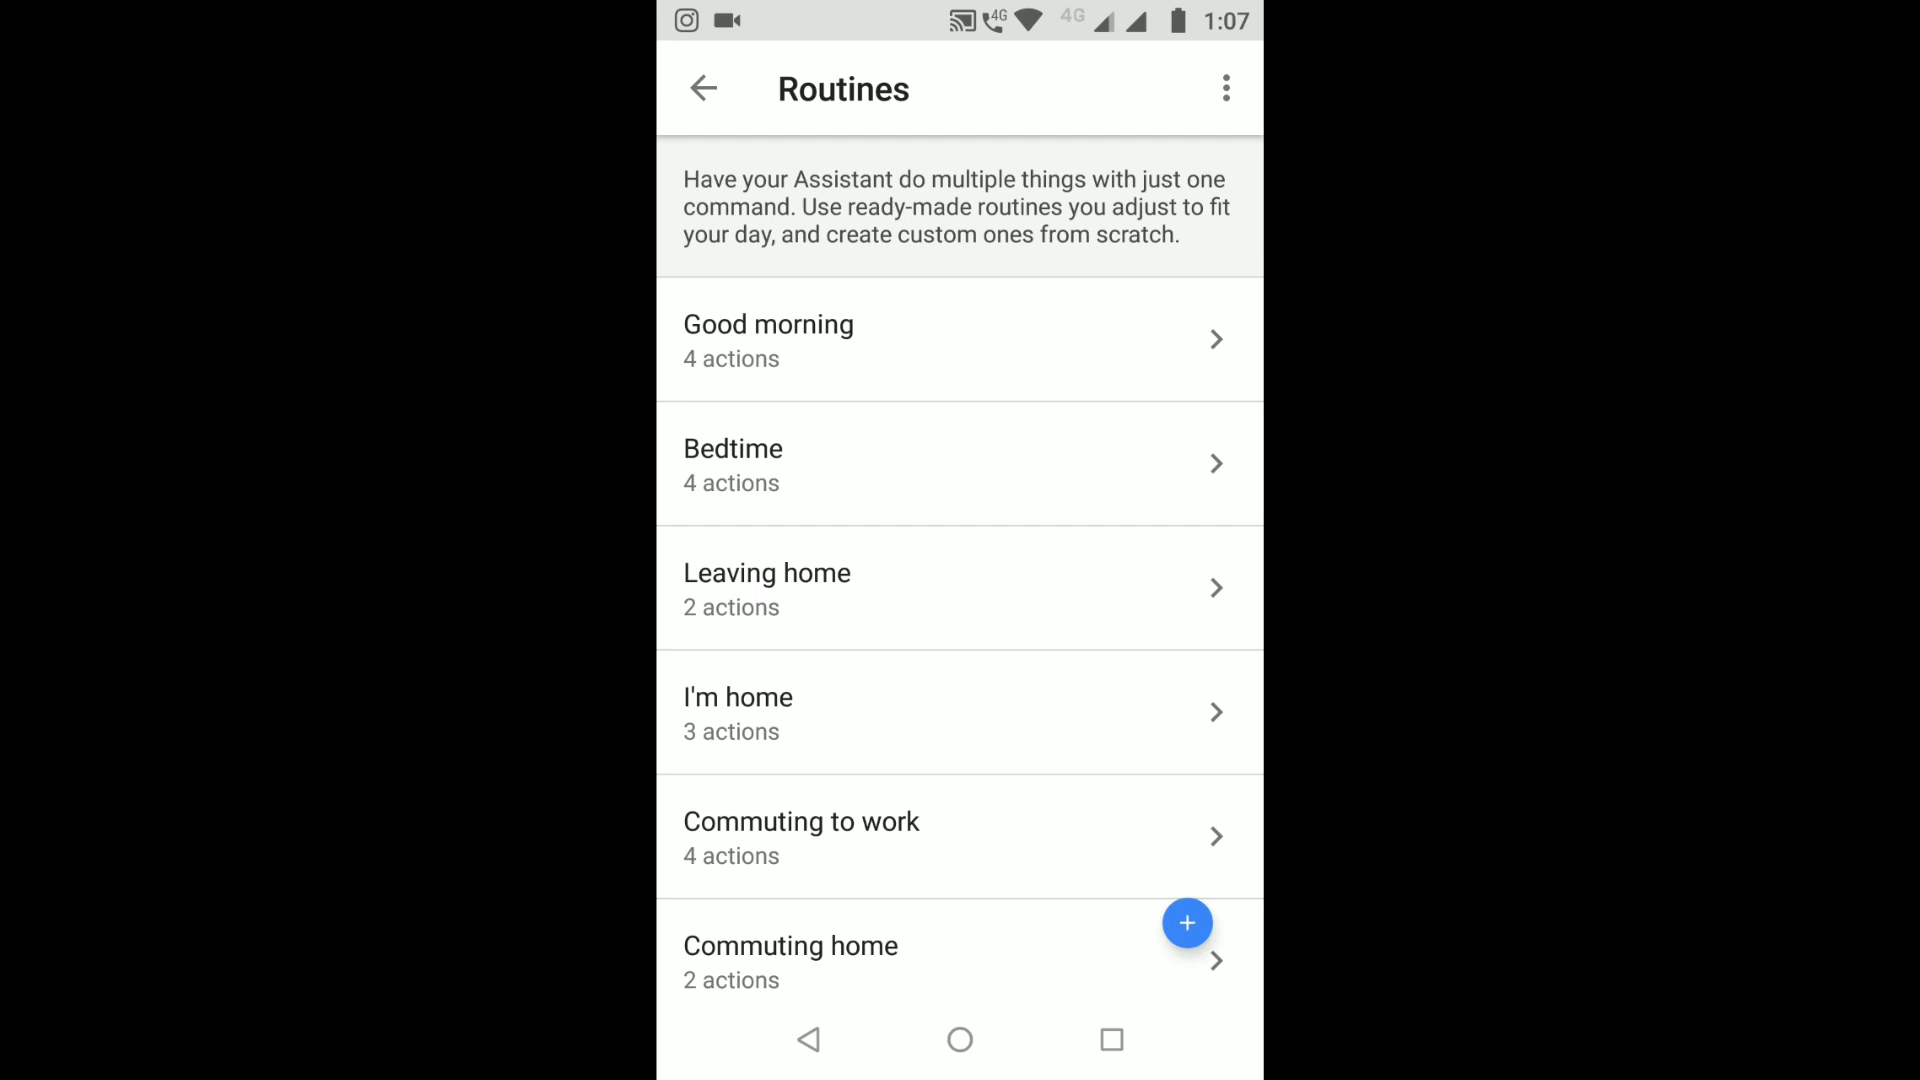 4G 4G 1:07
Routines
Have your Assistant do multiple things with just one
command. Use ready-made routines you adjust to fit
your day, and create custom ones from scratch.
Good morning
4 actions
Bedtime
4 actions
Leaving home
2 actions
I'm home
3 actions
Commuting to work
4 actions
Commuting home
2 actions